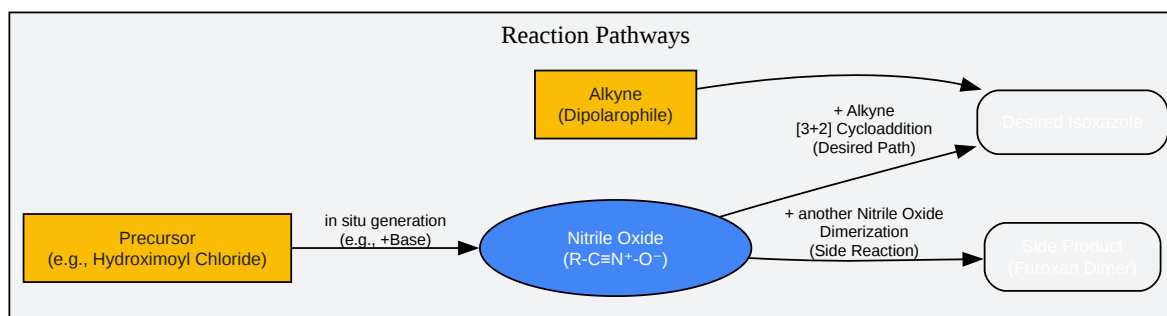 Reaction Pathways
Alkyne
(Dipolarophile)
+ Alkyne
[3+2] Cycloaddition
(Desired Path)
Desired Isoxazole
Precursor
(e.g., Hydroximoyl Chloride)
in situ generation
(e.g., +Base)
Nitrile Oxide
(R-C≡N⁺-O⁻)
+ another Nitrile Oxide
Dimerization
(Side Reaction)
Side Product
(Furoxan Dimer)